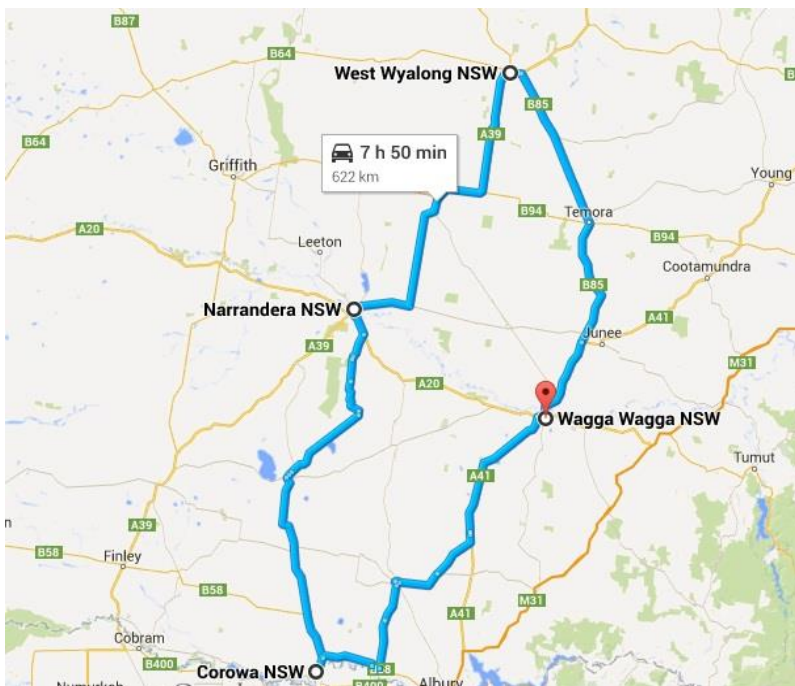 B87
B64
West Wyalong NSW
B85
B64
A39
7 h 50 min
622 km
Griffith
Young
B94
Temora
B94
A20
Leeton
Cootamundra
B85
Narrandera NSW
A41
Junee
A39
M31
A20
Wagga Wagga NSW
Tumut
A41
A39
B58
Finley
B58
M31
A41
Cobram
B400
Corowa NSW
Albury